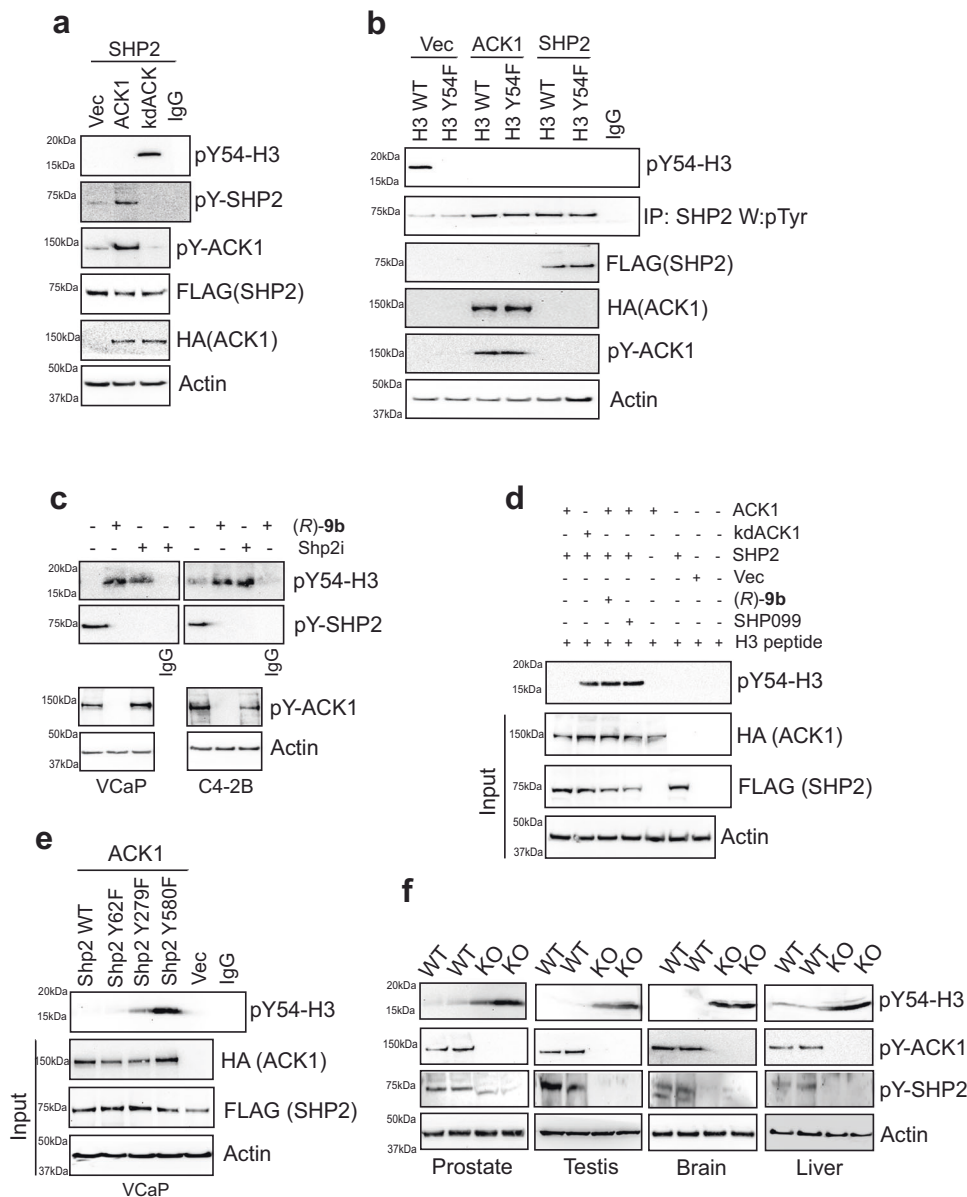 a
SHP2
Vec ACK1 kdACK IgG
20kDa
15kDa
pY54-H3
75kDa
pY-SHP2
150kDa
pY-ACK1
75kDa
FLAG(SHP2)
150kDa
HA(ACK1)
50kDa
37kDa
Actin
b
Vec ACK1 SHP2
H3 WT H3 Y54F H3 WT H3 Y54F H3 WT H3 Y54F IgG
20kDa
15kDa
pY54-H3
75kDa
IP: SHP2 W:pTyr
75kDa
FLAG(SHP2)
150kDa
HA(ACK1)
150kDa
pY-ACK1
50kDa
37kDa
Actin
c
- + - - - + - + (R)-9b
- - + + - - + - Shp2i
20kDa
15kDa
pY54-H3
75kDa
pY-SHP2
IgG IgG
150kDa
pY-ACK1
50kDa
37kDa
Actin
VCaP C4-2B
d
+ - + + + - - - ACK1
- + - - - - - - kdACK1
+ + + + - + - - SHP2
- - - - - - + - Vec
- - + - - - - - (R)-9b
- - - + - - - - SHP099
+ + + + + + + + H3 peptide
20kDa
15kDa
pY54-H3
150kDa
HA (ACK1)
75kDa
FLAG (SHP2)
50kDa
37kDa
Actin
Input
e
ACK1
Shp2 WT Shp2 Y62F Shp2 Y279F Shp2 Y580F Vec IgG
20kDa
15kDa
pY54-H3
150kDa
HA (ACK1)
75kDa
FLAG (SHP2)
50kDa
37kDa
Actin
Input
VCaP
f
WT WT KO KO WT WT KO KO WT WT KO KO WT WT KO KO
20kDa
15kDa
pY54-H3
150kDa
pY-ACK1
75kDa
pY-SHP2
50kDa
37kDa
Actin
Prostate Testis Brain Liver